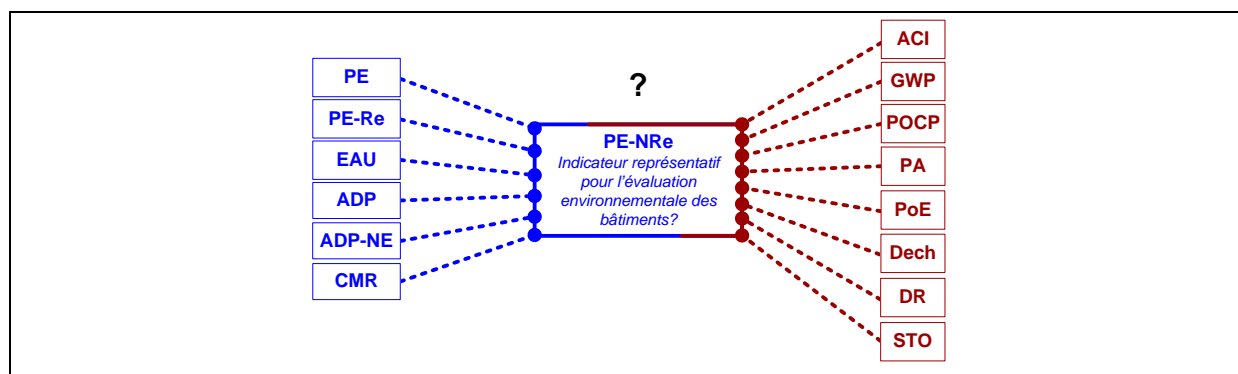 PE
PE-Re
EAU
ADP
ADP-NE
CMR
?
PE-NRe
Indicateur représentatif
pour l'évaluation
environnementale des
bâtiments?
ACI
GWP
POCP
PA
PoE
Dech
DR
STO